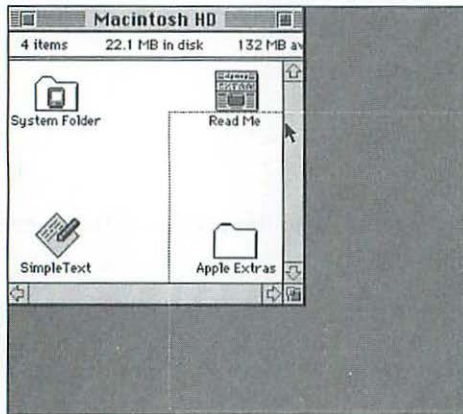 Macintosh HD
4 items 22.1 MB in disk 132 MB av
System Folder
Read Me
SimpleText
Apple Extras